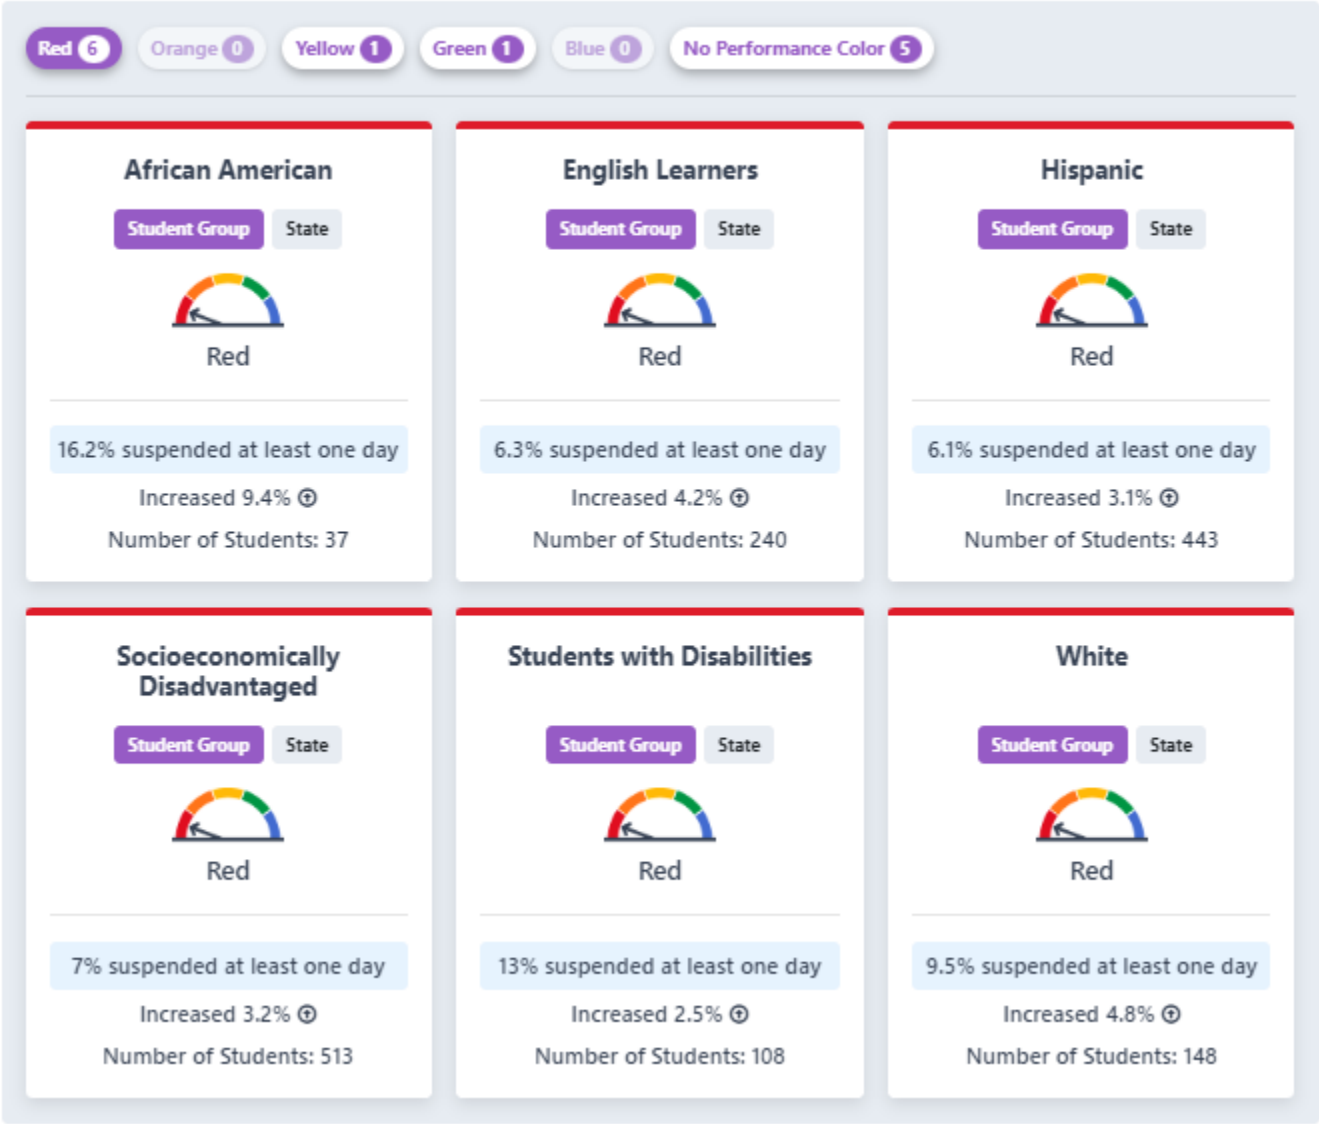 Red 6 Orange 0 Yellow 1 Green 1 Blue 0 No Performance Color 5
African American
Student Group State
Red
16.2% suspended at least one day
Increased 9.4%
Number of Students: 37
English Learners
Student Group State
Red
6.3% suspended at least one day
Increased 4.2%
Number of Students: 240
Hispanic
Student Group State
Red
6.1% suspended at least one day
Increased 3.1%
Number of Students: 443
Socioeconomically
Disadvantaged
Student Group State
Red
7% suspended at least one day
Increased 3.2%
Number of Students: 513
Students with Disabilities
Student Group State
Red
13% suspended at least one day
Increased 2.5%
Number of Students: 108
White
Student Group State
Red
9.5% suspended at least one day
Increased 4.8%
Number of Students: 148